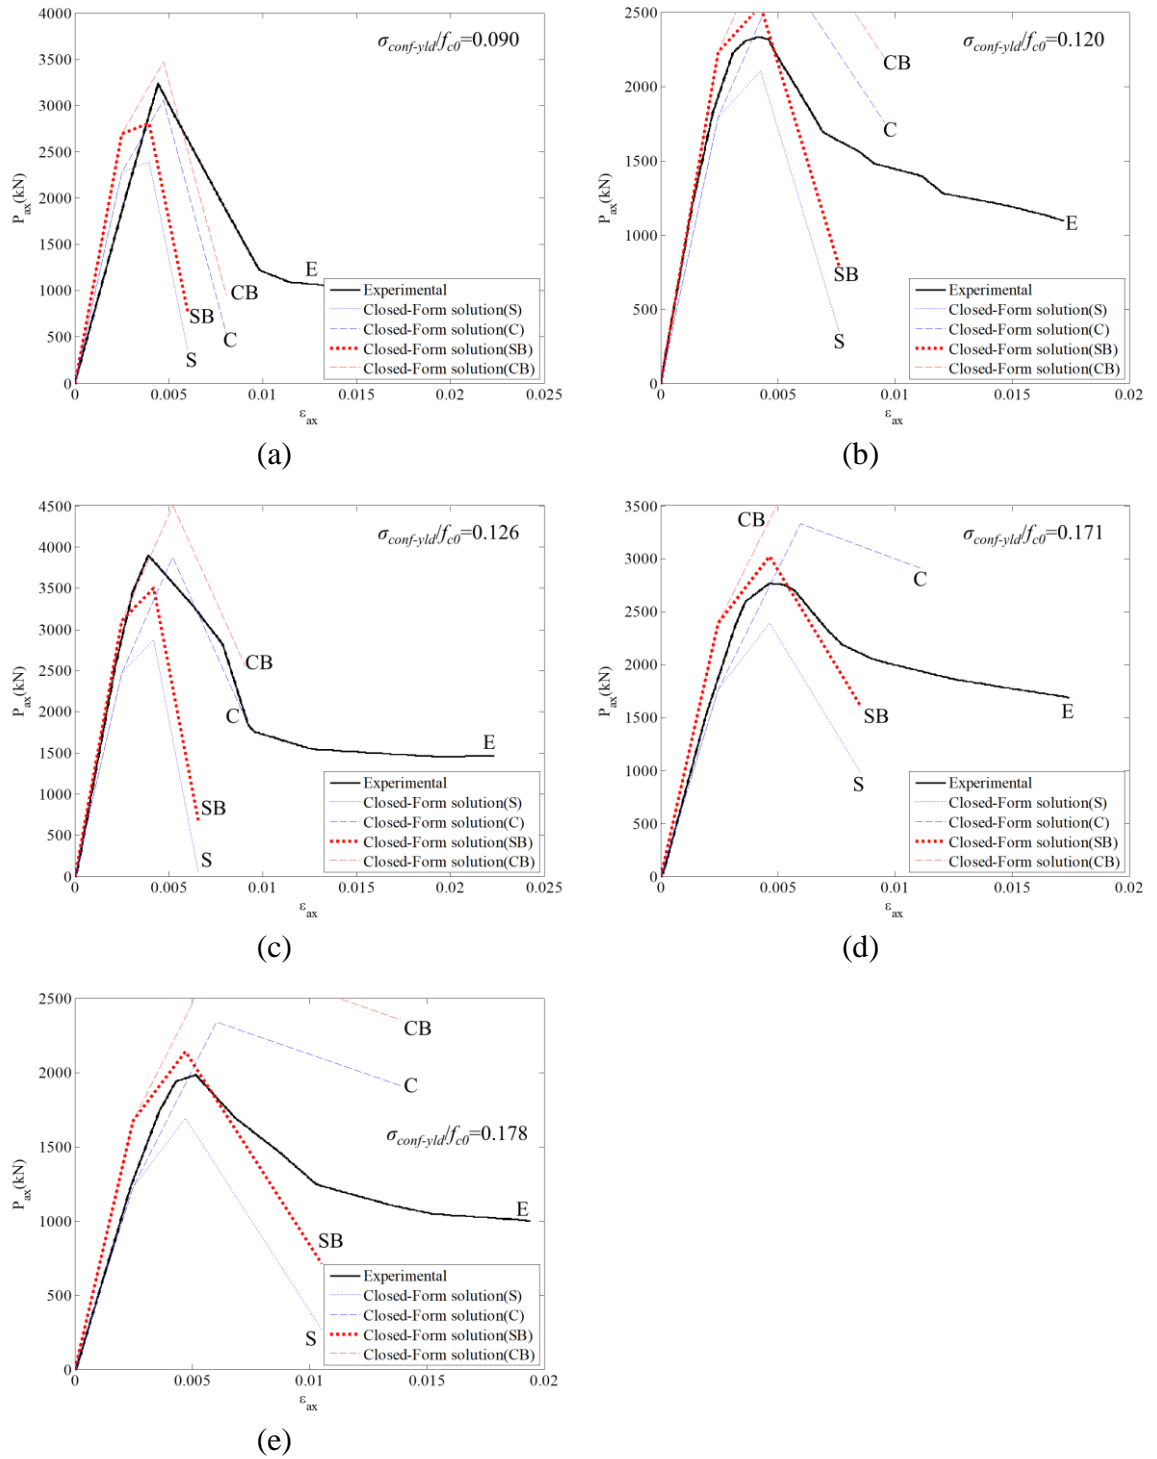 σconf-yld/fc0=0.090
4000
3500
3000
2500
2000
1500
1000
500
0
Pax(kN)
E
CB
SB
C
S
Experimental
Closed-Form solution(S)
Closed-Form solution(C)
Closed-Form solution(SB)
Closed-Form solution(CB)
0 0.005 0.01 0.015 0.02 0.025
εax
(a)
σconf-yld/fc0=0.120
2500
2000
1500
1000
500
0
Pax(kN)
CB
C
E
SB
S
Experimental
Closed-Form solution(S)
Closed-Form solution(C)
Closed-Form solution(SB)
Closed-Form solution(CB)
0 0.005 0.01 0.015 0.02
εax
(b)
σconf-yld/fc0=0.126
4500
4000
3500
3000
2500
2000
1500
1000
500
0
Pax(kN)
CB
C
E
SB
S
Experimental
Closed-Form solution(S)
Closed-Form solution(C)
Closed-Form solution(SB)
Closed-Form solution(CB)
0 0.005 0.01 0.015 0.02 0.025
εax
(c)
σconf-yld/fc0=0.171
3500
3000
2500
2000
1500
1000
500
0
Pax(kN)
CB
C
SB
E
S
Experimental
Closed-Form solution(S)
Closed-Form solution(C)
Closed-Form solution(SB)
Closed-Form solution(CB)
0 0.005 0.01 0.015 0.02
εax
(d)
2500
2000
1500
1000
500
0
Pax(kN)
CB
C
σconf-yld/fc0=0.178
E
SB
S
Experimental
Closed-Form solution(S)
Closed-Form solution(C)
Closed-Form solution(SB)
Closed-Form solution(CB)
0 0.005 0.01 0.015 0.02
εax
(e)